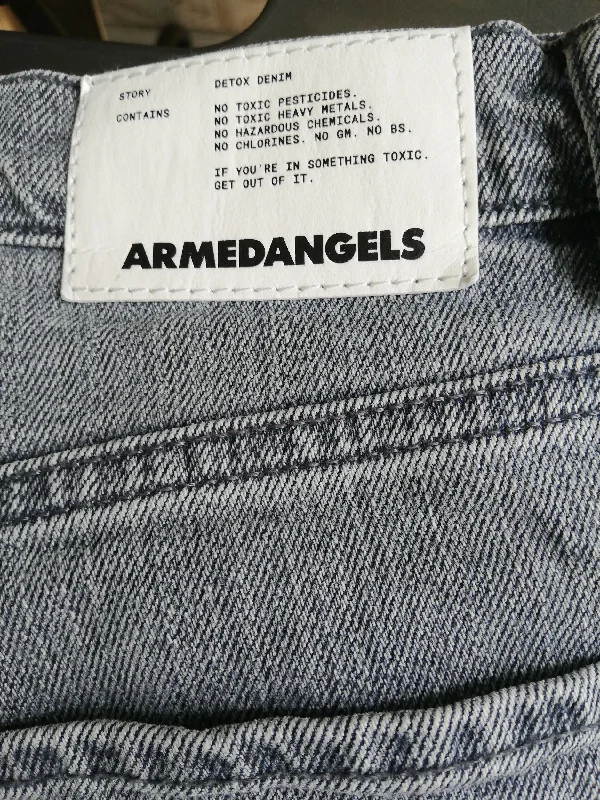 STORY DETOX DENIM
CONTAINS NO TOXIC PESTICIDES.
NO TOXIC HEAVY METALS.
NO HAZARDOUS CHEMICALS.
NO CHLORINES. NO GM. NO BS.
IF YOU'RE IN SOMETHING TOXIC.
GET OUT OF IT.
ARMEDANGELS